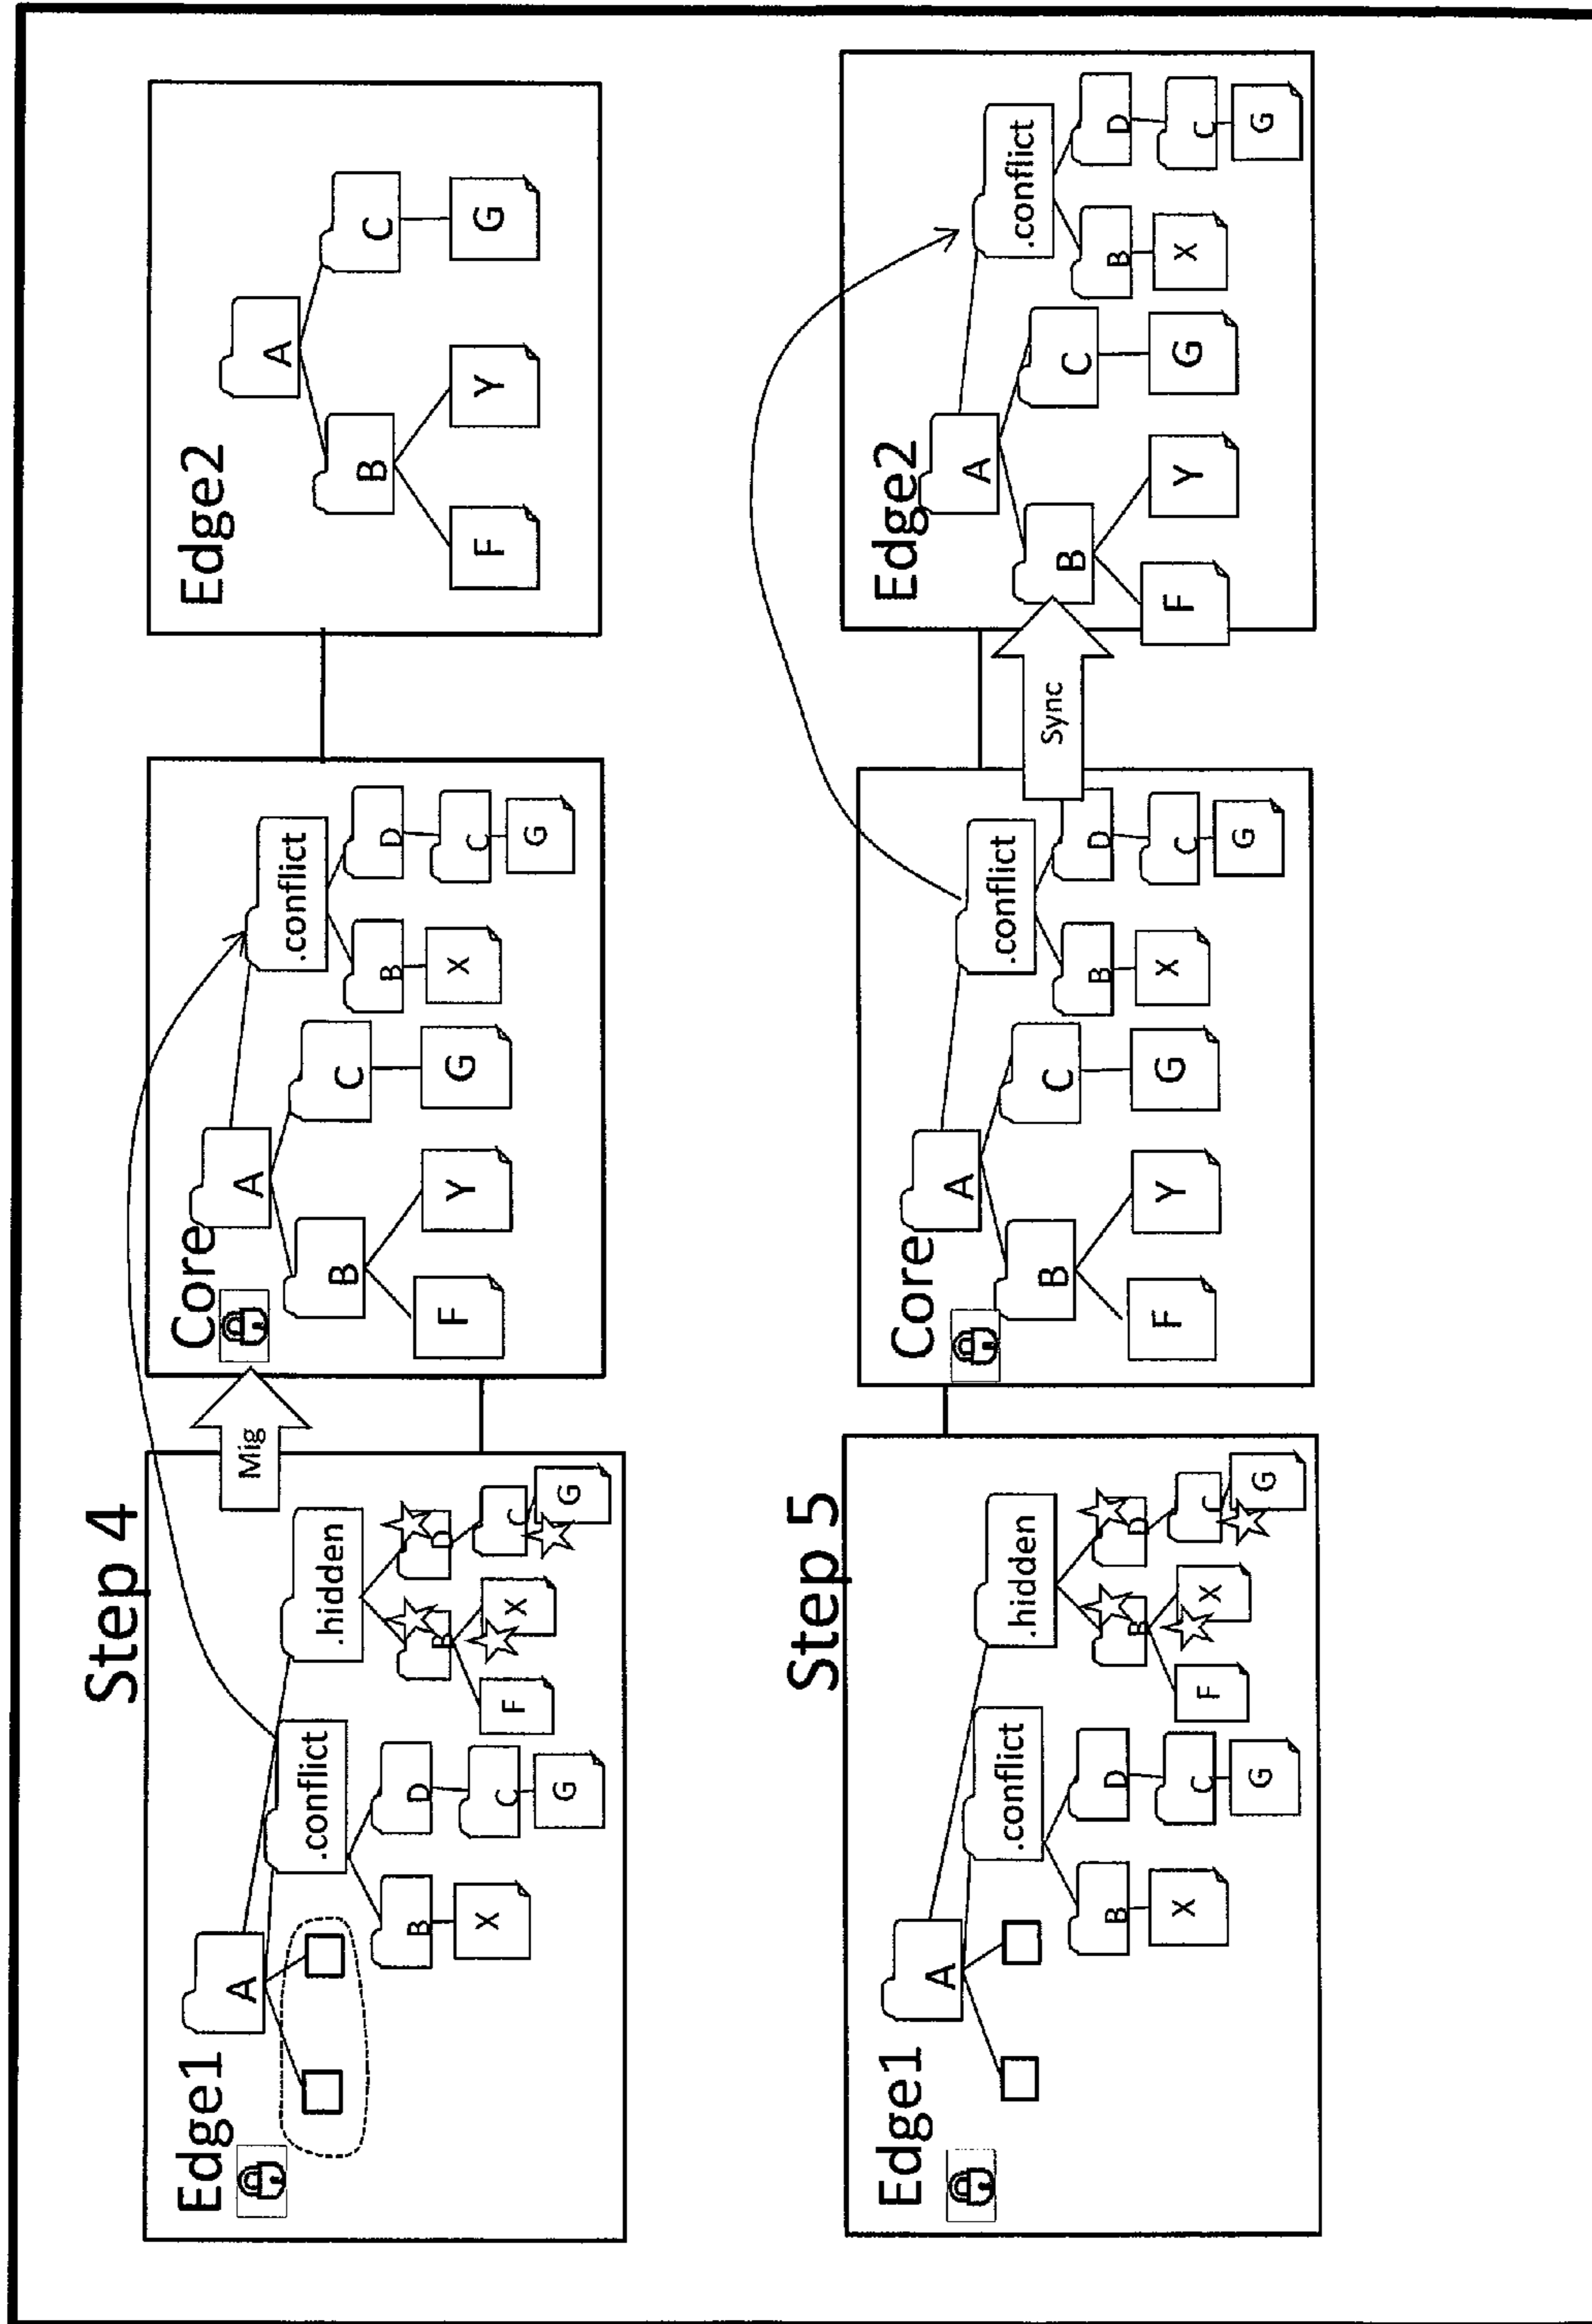 Step 4
Edge1
A
.conflict
.hidden
B
D
B
D
X
C
F
X
C
G
G
Mig
Core
A
.conflict
B
C
B
D
F
Y
G
X
C
G
Edge2
A
B
C
F
Y
G
Step 5
Edge1
A
.conflict
.hidden
B
D
B
D
X
C
F
X
C
G
G
Core
A
.conflict
B
C
B
D
F
Y
G
X
C
G
Sync
Edge2
A
.conflict
B
C
B
D
F
Y
G
X
C
G